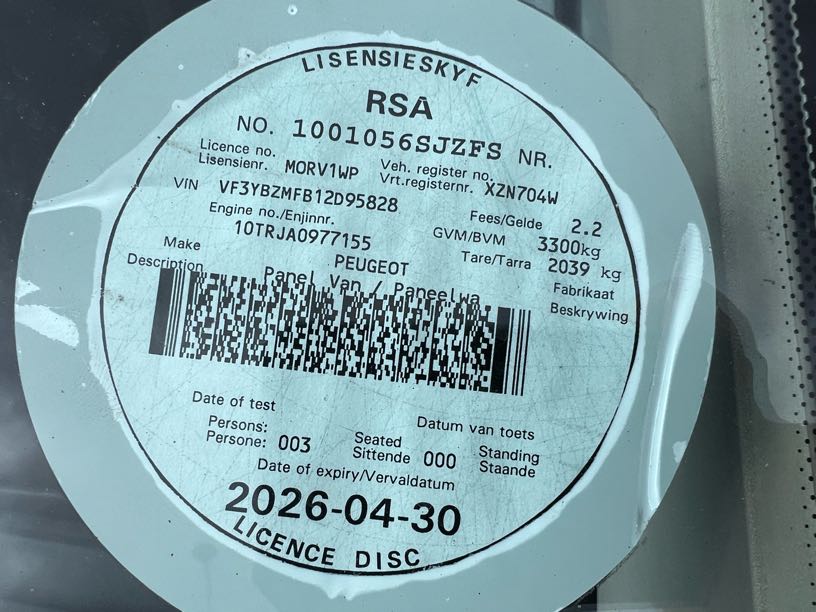 LISENSIESKYF
RSA
NO. 1001056SJZFS NR.
Licence no. Veh. register no.
Lisensienr. MORV1WP Vrt.registernr. XZN704W
VIN VF3YBZMFB12D95828 Fees/Gelde 2.2
Engine no./Enjinnr. GVM/BVM 3300kg
10TRJA0977155 Tare/Tarra 2039 kg
Make PEUGEOT Fabrikaat
Description Panel Van / Paneelwa Beskrywing
Date of test Datum van toets
Persons: Seated Standing
Persone: 003 Sittende 000 Staande
Date of expiry/Vervaldatum
2026-04-30
LICENCE DISC